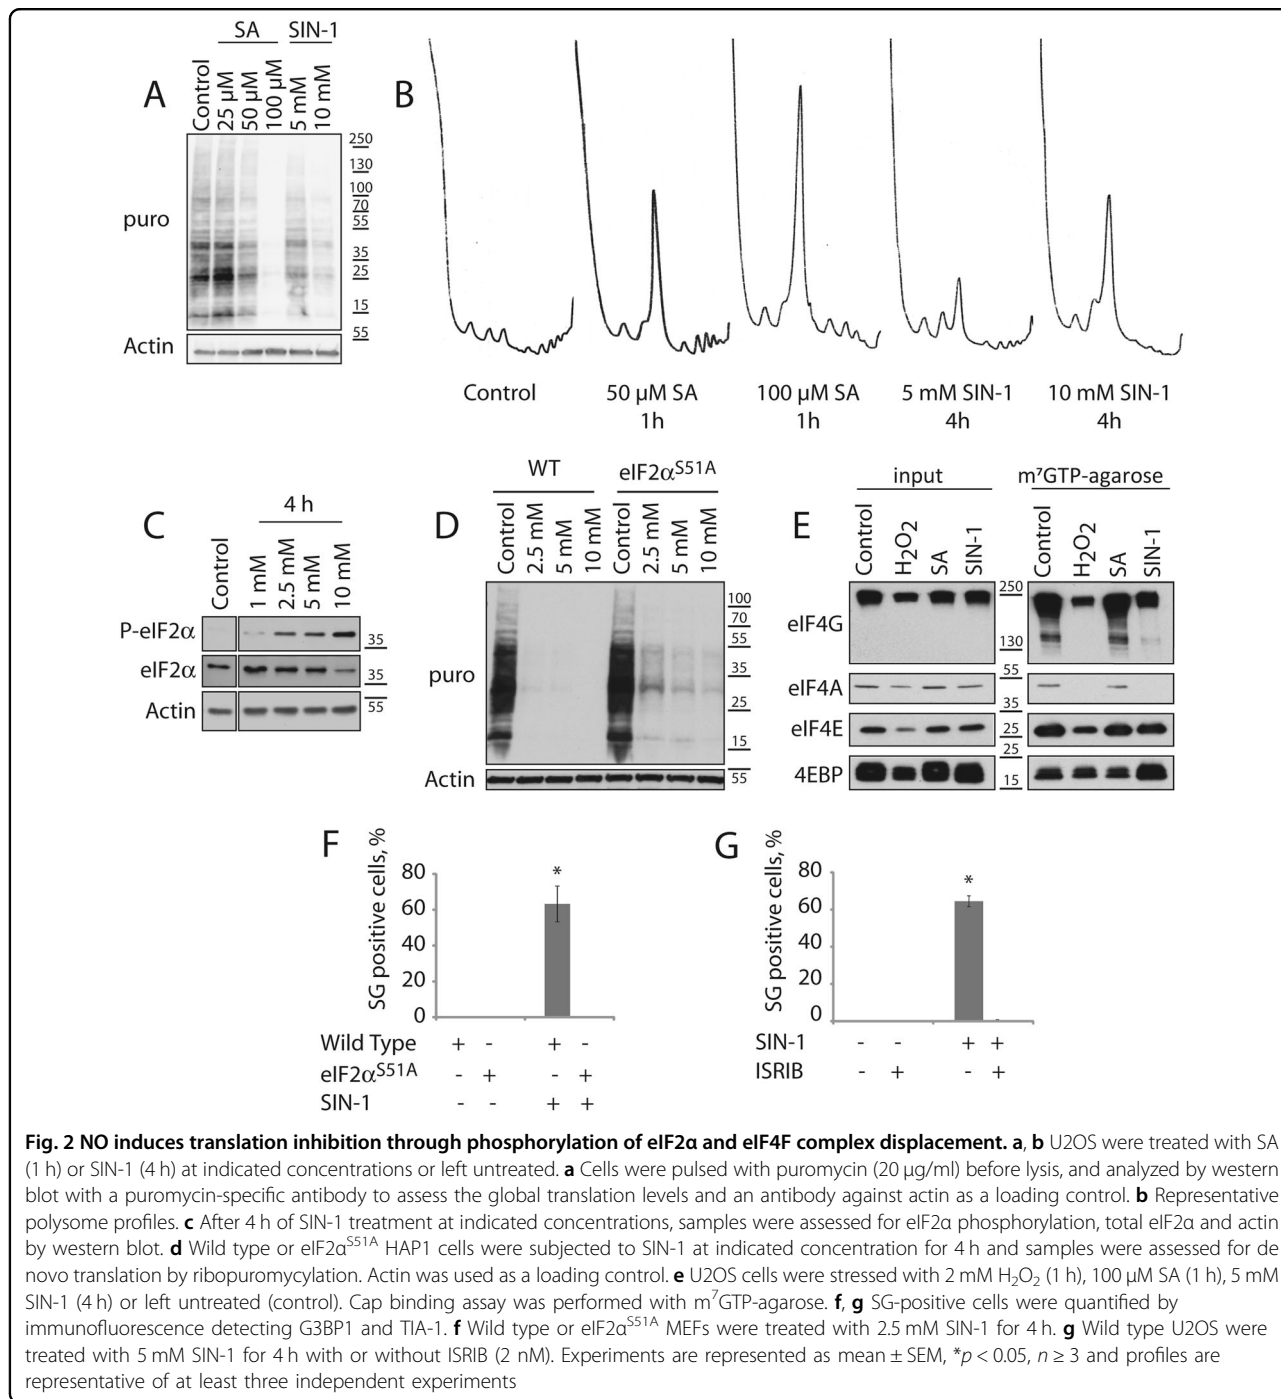 SA SIN-1
A
Control
25 µM
50 µM
100 µM
5 mM
10 mM
250
130
100
70
55
35
25
15
55
puro
Actin
B
Control
50 µM SA
1h
100 µM SA
1h
5 mM SIN-1
4h
10 mM SIN-1
4h
C
4 h
Control
1 mM
2.5 mM
5 mM
10 mM
P-eIF2α
35
eIF2α
35
Actin
55
D
WT eIF2αS51A
Control
2.5 mM
5 mM
10 mM
Control
2.5 mM
5 mM
10 mM
puro
100
70
55
35
25
15
Actin
55
E
input m⁷GTP-agarose
Control
H₂O₂
SA
SIN-1
Control
H₂O₂
SA
SIN-1
eIF4G
250
130
eIF4A
55
35
eIF4E
25
25
4EBP
15
F
SG positive cells, %
80
60
40
20
0
*
Wild Type + - + -
eIF2αS51A - + - +
SIN-1 - - + +
G
SG positive cells, %
80
60
40
20
0
*
SIN-1 - - + +
ISRIB - + - +
Fig. 2 NO induces translation inhibition through phosphorylation of eIF2α and eIF4F complex displacement. a, b U2OS were treated with SA
(1 h) or SIN-1 (4 h) at indicated concentrations or left untreated. a Cells were pulsed with puromycin (20 µg/ml) before lysis, and analyzed by western
blot with a puromycin-specific antibody to assess the global translation levels and an antibody against actin as a loading control. b Representative
polysome profiles. c After 4 h of SIN-1 treatment at indicated concentrations, samples were assessed for eIF2α phosphorylation, total eIF2α and actin
by western blot. d Wild type or eIF2αS51A HAP1 cells were subjected to SIN-1 at indicated concentration for 4 h and samples were assessed for de
novo translation by ribopuromycylation. Actin was used as a loading control. e U2OS cells were stressed with 2 mM H₂O₂ (1 h), 100 µM SA (1 h), 5 mM
SIN-1 (4 h) or left untreated (control). Cap binding assay was performed with m⁷GTP-agarose. f, g SG-positive cells were quantified by
immunofluorescence detecting G3BP1 and TIA-1. f Wild type or eIF2αS51A MEFs were treated with 2.5 mM SIN-1 for 4 h. g Wild type U2OS were
treated with 5 mM SIN-1 for 4 h with or without ISRIB (2 nM). Experiments are represented as mean ± SEM, *p < 0.05, n ≥ 3 and profiles are
representative of at least three independent experiments